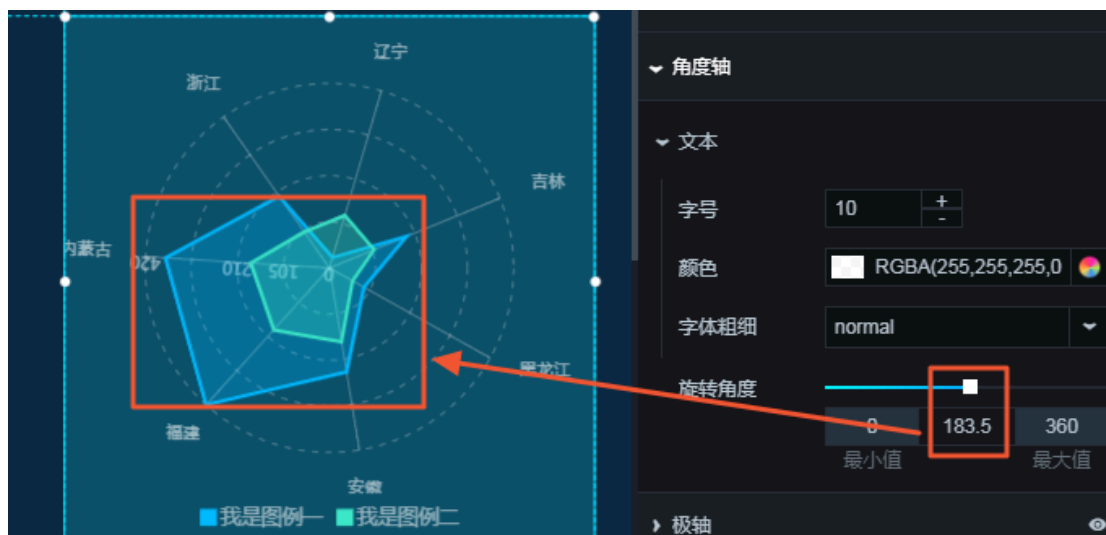 辽宁
浙江
吉林
内蒙古
420
210
105
0
黑龙江
福建
安徽
我是图例一
我是图例二
角度轴
文本
字号
10
+
-
颜色
RGBA(255,255,255,0
字体粗细
normal
旋转角度
0
183.5
360
最小值
最大值
极轴